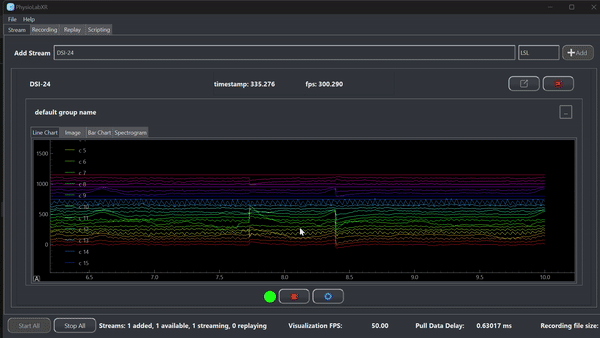 PhysioLabXR
File Help
Stream Recording Replay Scripting
Add Stream DSI-24 LSL Add
DSI-24 timestamp: 335.276 fps: 300.290
default group name
...
Line Chart Image Bar Chart Spectrogram
c 5
1500
c 6
c 7
1000
c 8
c 9
c 10
500
c 11
c 12
c 13
0
c 14
c 15
A
6.5 7.0 7.5 8.0 8.5 9.0 9.5 10.0
Start All Stop All Streams: 1 added, 1 available, 1 streaming, 0 replaying Visualization FPS: 50.00 Pull Data Delay: 0.63017 ms Recording file size: